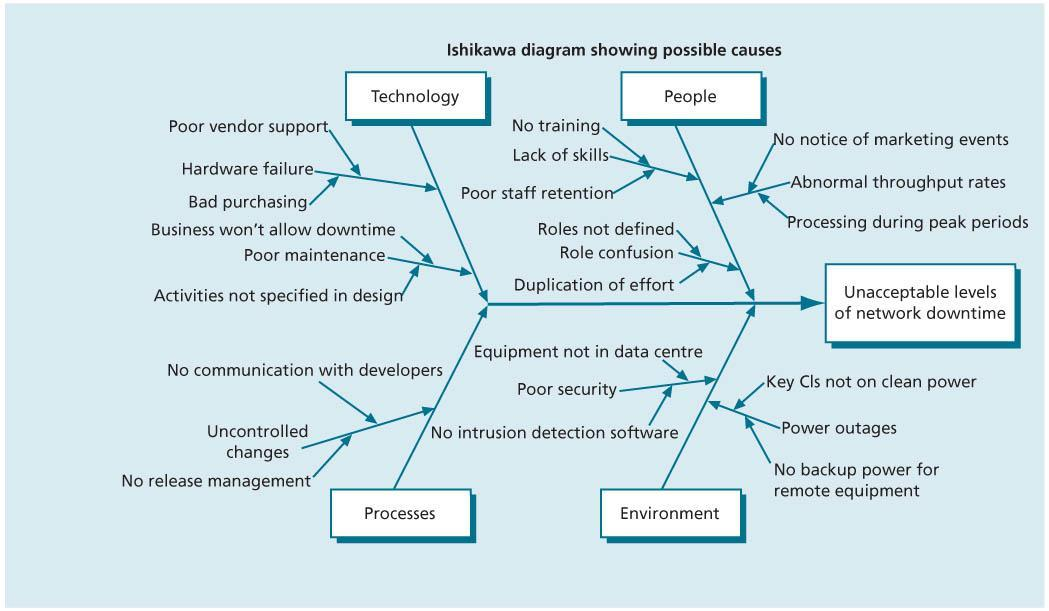 Ishikawa diagram showing possible causes
Technology
People
Poor vendor support
Hardware failure
Bad purchasing
Business won’t allow downtime
Poor maintenance
Activities not specified in design
No training
Lack of skills
Poor staff retention
Roles not defined
Role confusion
Duplication of effort
No notice of marketing events
Abnormal throughput rates
Processing during peak periods
Unacceptable levels
of network downtime
No communication with developers
Uncontrolled
changes
No release management
Equipment not in data centre
Poor security
No intrusion detection software
Key CIs not on clean power
Power outages
No backup power for
remote equipment
Processes
Environment